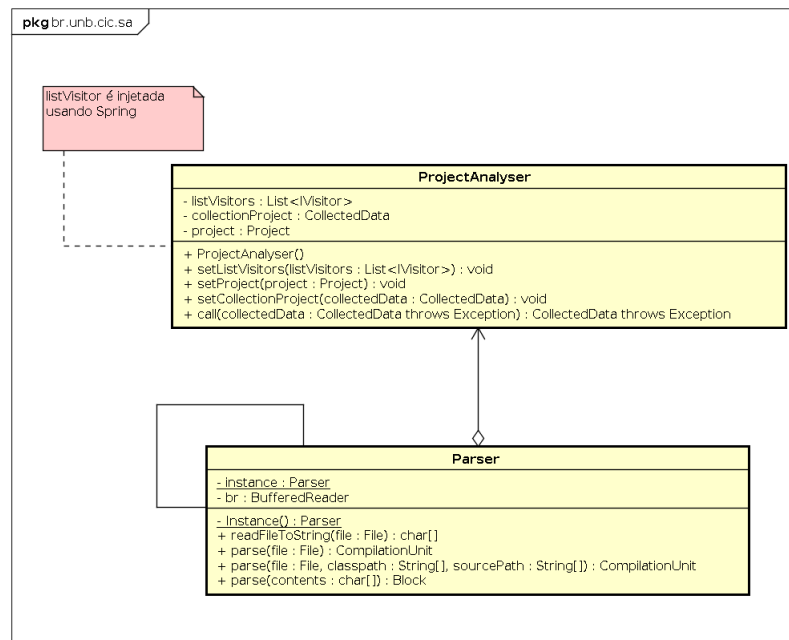 pkg br.unb.cic.sa
listVisitor é injetada
usando Spring
ProjectAnalyser
- listVisitors : List<IVisitor>
- collectionProject : CollectedData
- project : Project
+ ProjectAnalyser()
+ setListVisitors(listVisitors : List<IVisitor>) : void
+ setProject(project : Project) : void
+ setCollectionProject(collectedData : CollectedData) : void
+ call(collectedData : CollectedData throws Exception) : CollectedData throws Exception
Parser
- instance : Parser
- br : BufferedReader
- Instance() : Parser
+ readFileToString(file : File) : char[]
+ parse(file : File) : CompilationUnit
+ parse(file : File, classpath : String[], sourcePath : String[]) : CompilationUnit
+ parse(contents : char[]) : Block